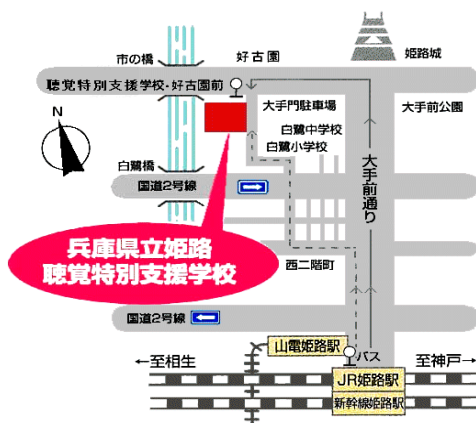 市の橋
好古園
姫路城
聴覚特別支援学校・好古園前
大手門駐車場
大手前公園
N
白鷺中学校
白鷺小学校
白鷺橋
大手前通り
国道2号線
兵庫県立姫路
聴覚特別支援学校
西二階町
国道2号線
山電姫路駅
バス
←至相生
至神戸→
JR姫路駅
新幹線姫路駅